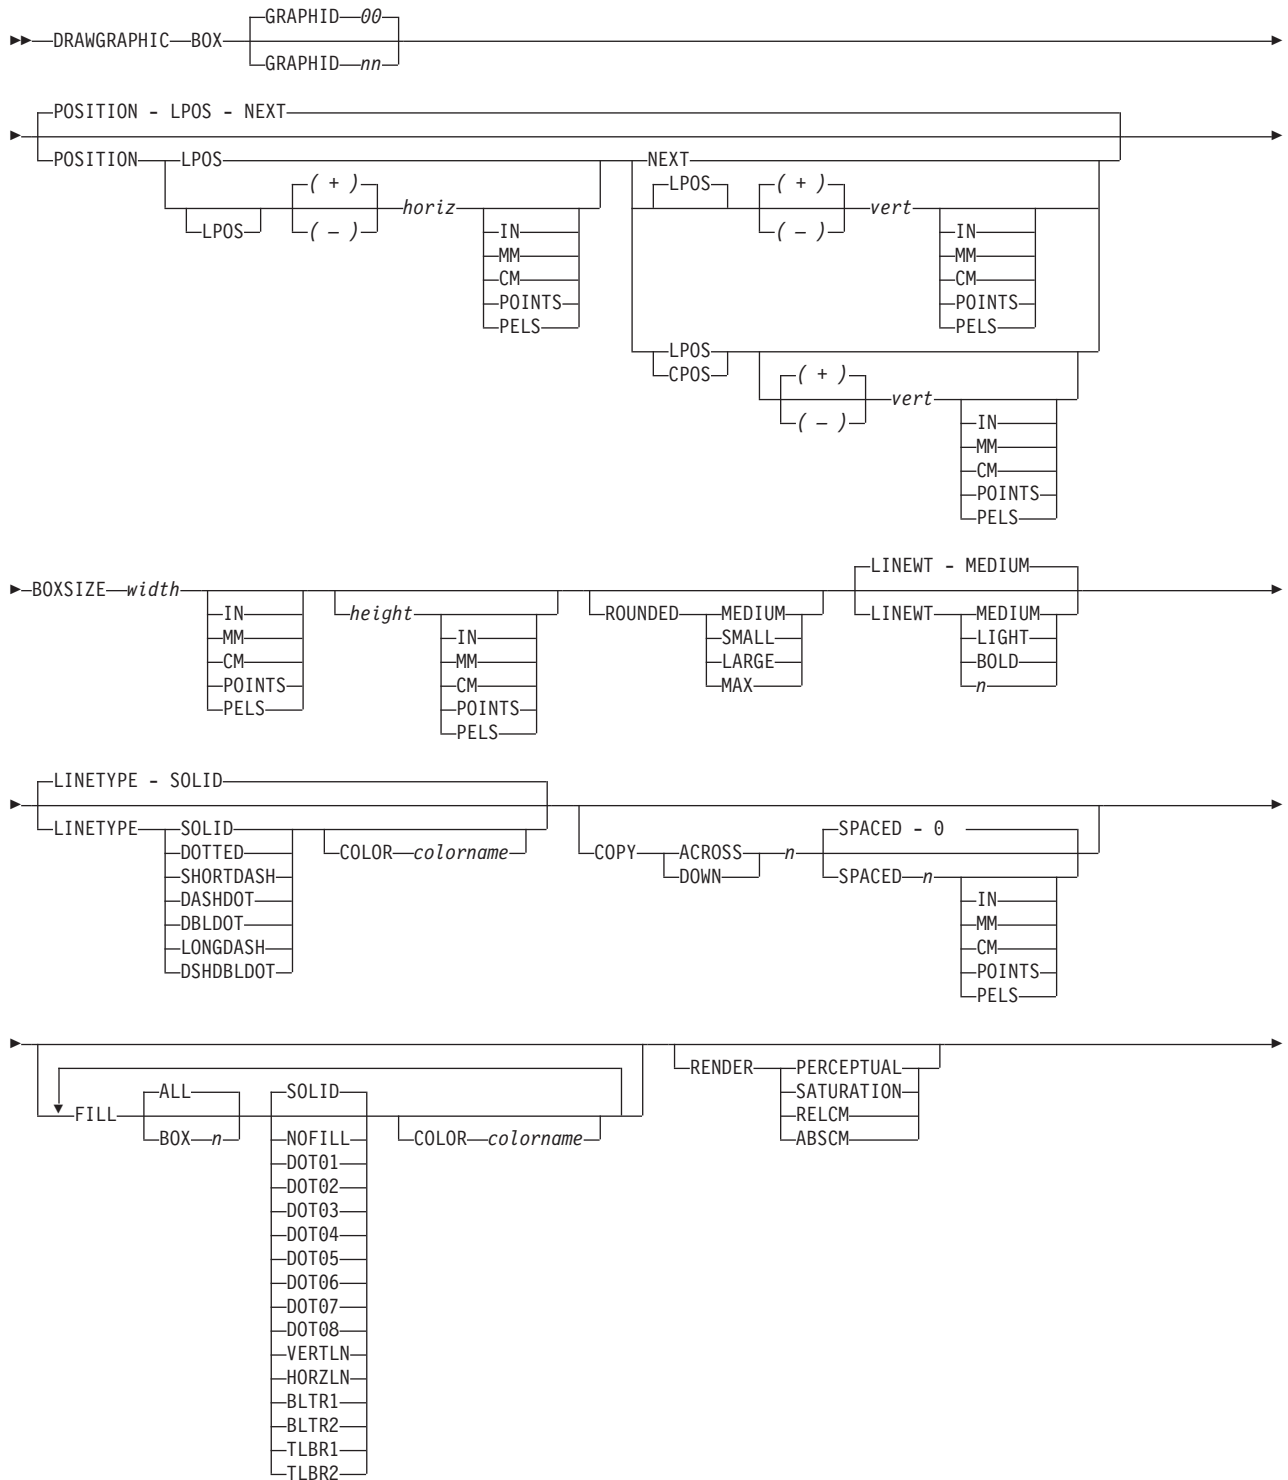 GRAPHID 00
DRAWGRAPHIC BOX
GRAPHID nn
POSITION - LPOS - NEXT
POSITION LPOS NEXT
( + ) LPOS ( + )
horiz vert
LPOS ( – ) IN ( – ) IN
MM MM
CM CM
POINTS POINTS
PELS PELS
LPOS
CPOS ( + )
vert
( – ) IN
MM
CM
POINTS
PELS
LINEWT - MEDIUM
BOXSIZE width
IN height ROUNDED MEDIUM LINEWT MEDIUM
MM IN SMALL LIGHT
CM MM LARGE BOLD
POINTS CM MAX n
PELS POINTS
PELS
LINETYPE - SOLID
LINETYPE SOLID SPACED - 0
DOTTED COLOR colorname COPY ACROSS n
SHORTDASH DOWN SPACED n
DASHDOT IN
DBLDOT MM
LONGDASH CM
DSHDBLDOT POINTS
PELS
RENDER PERCEPTUAL
ALL SOLID SATURATION
FILL RELCM
BOX n NOFILL COLOR colorname ABSCM
DOT01
DOT02
DOT03
DOT04
DOT05
DOT06
DOT07
DOT08
VERTLN
HORZLN
BLTR1
BLTR2
TLBR1
TLBR2